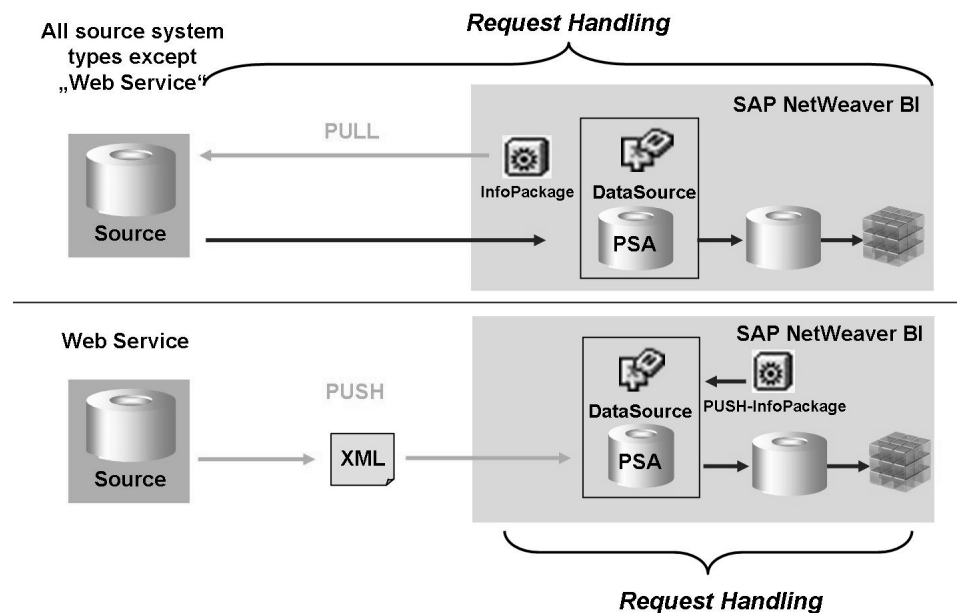 Request Handling
All source system
types except
„Web Service“
SAP NetWeaver BI
PULL
InfoPackage
DataSource
Source
PSA
Web Service
SAP NetWeaver BI
PUSH
DataSource
PUSH-InfoPackage
XML
PSA
Source
Request Handling